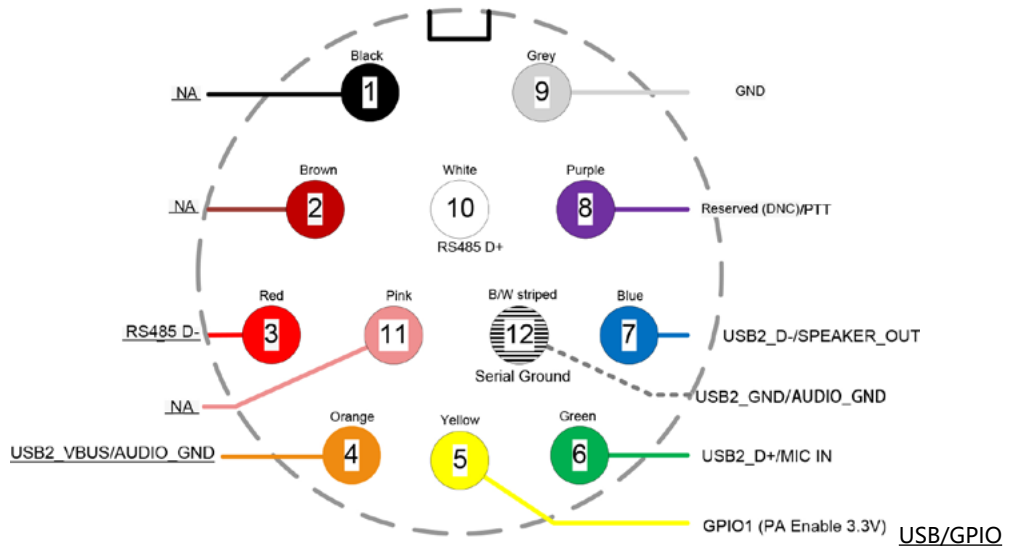 Black
Grey
NA
1
9
GND
Brown
White
Purple
NA
2
10
8
Reserved (DNC)/PTT
RS485 D+
Red
Pink
B/W striped
Blue
RS485 D-
3
11
12
7
USB2_D-/SPEAKER_OUT
Serial Ground
USB2_GND/AUDIO_GND
NA
Orange
Yellow
Green
USB2_VBUS/AUDIO_GND
4
5
6
USB2_D+/MIC IN
GPIO1 (PA Enable 3.3V)
USB/GPIO